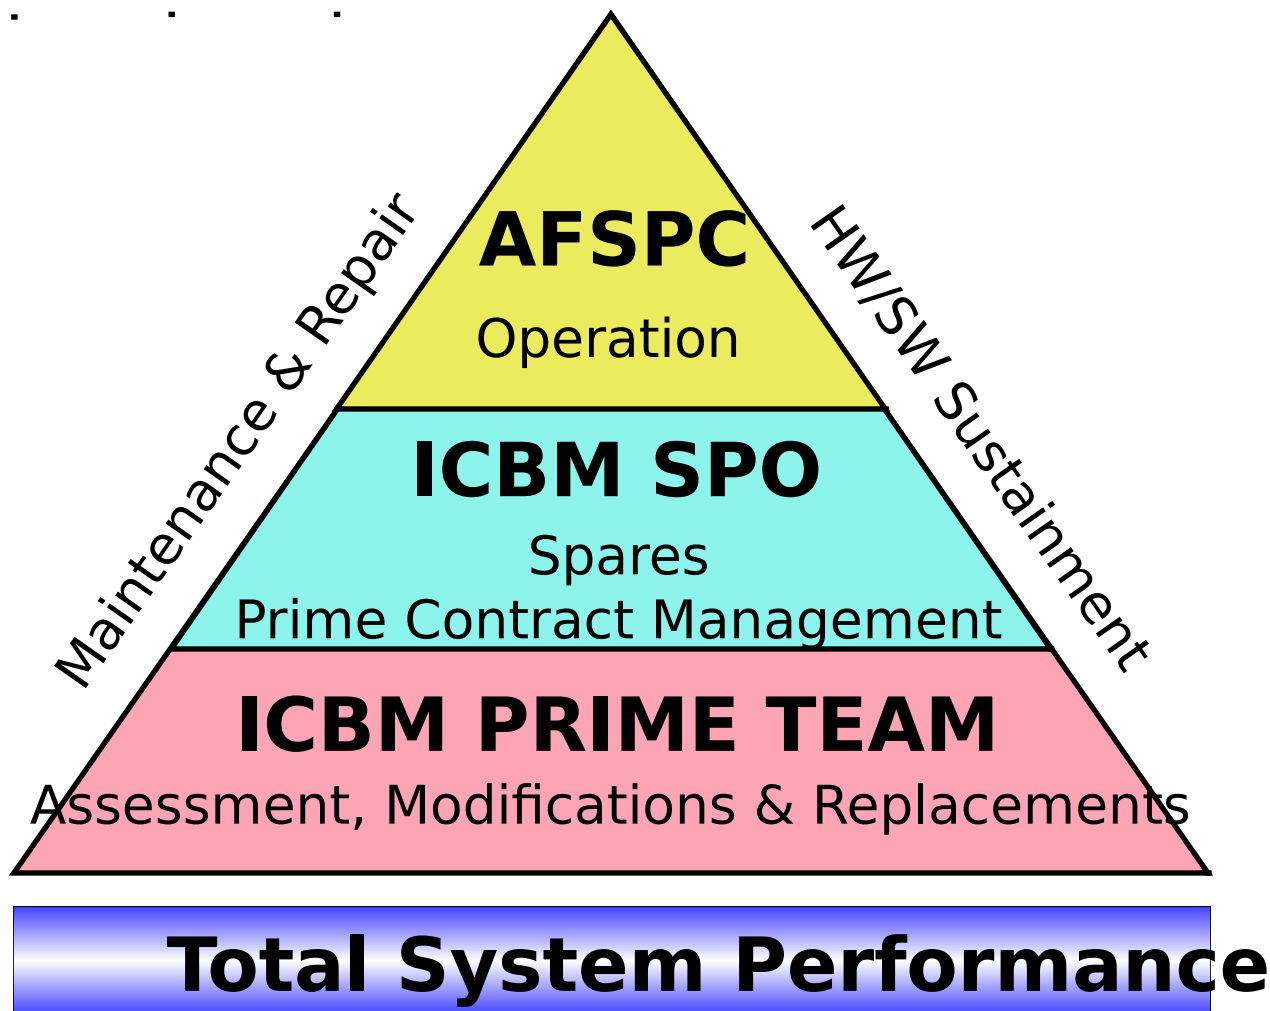 AFSPC
Operation
Maintenance & Repair
HW/SW Sustainment
ICBM SPO
Spares
Prime Contract Management
ICBM PRIME TEAM
Assessment, Modifications & Replacements
Total System Performance